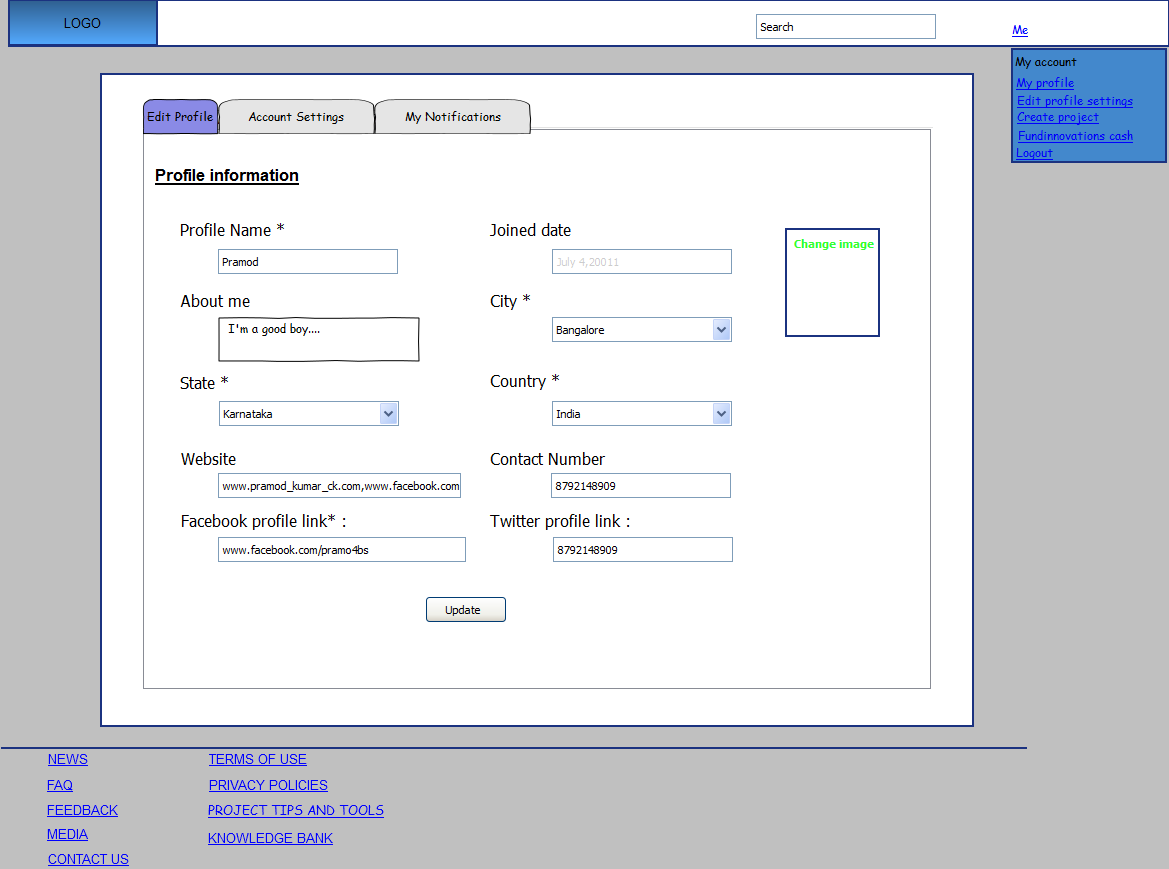 LOGO
Search
Me
My account
My profile
Edit profile settings
Create project
Fundinnovations cash
Logout
Edit Profile
Account Settings
My Notifications
Profile information
Profile Name *
Joined date
Change image
Pramod
July 4,20011
About me
City *
I'm a good boy....
Bangalore
State *
Country *
Karnataka
India
Website
Contact Number
www.pramod_kumar_ck.com,www.facebook.com
8792148909
Facebook profile link* :
Twitter profile link :
www.facebook.com/pramo4bs
8792148909
Update
NEWS
TERMS OF USE
FAQ
PRIVACY POLICIES
FEEDBACK
PROJECT TIPS AND TOOLS
MEDIA
KNOWLEDGE BANK
CONTACT US